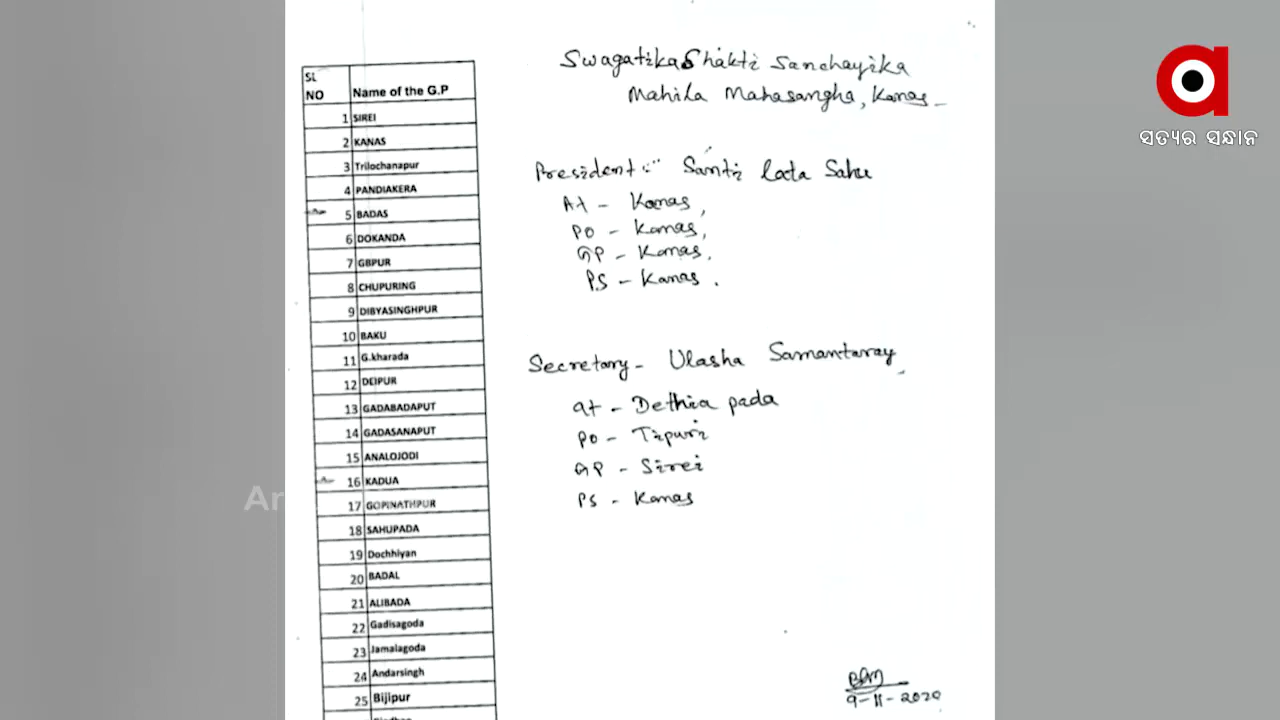 SL NO Name of the G.P
1 SIREI
2 KANAS
3 Trilochanapur
4 PANDIAKERA
5 BADAS
6 DOKANDA
7 GBPUR
8 CHUPURING
9 DIBYASINGHPUR
10 BAKU
11 G.kharada
12 DEIPUR
13 GADABADAPUT
14 GADASANAPUT
15 ANALOJODI
16 KADUA
17 GOPINATHPUR
18 SAHUPADA
19 Dochhiyan
20 BADAL
21 ALIBADA
22 Gadisagoda
23 Jamalagoda
24 Andarsingh
25 Bijipur
Swagatika Shakti Sanchayika
Mahila Mahasangha, Kanas -
President :- Santi lata Sahu
At - Kanas,
PO - Kanas,
GP - Kanas.
PS - Kanas.
Secretary - Ulasha Samantaray
at - Dethia pada
PO - Tipuri
GP - Sirei
PS - Kanas
9-11-2020
ସତ୍ୟର ସନ୍ଧାନ